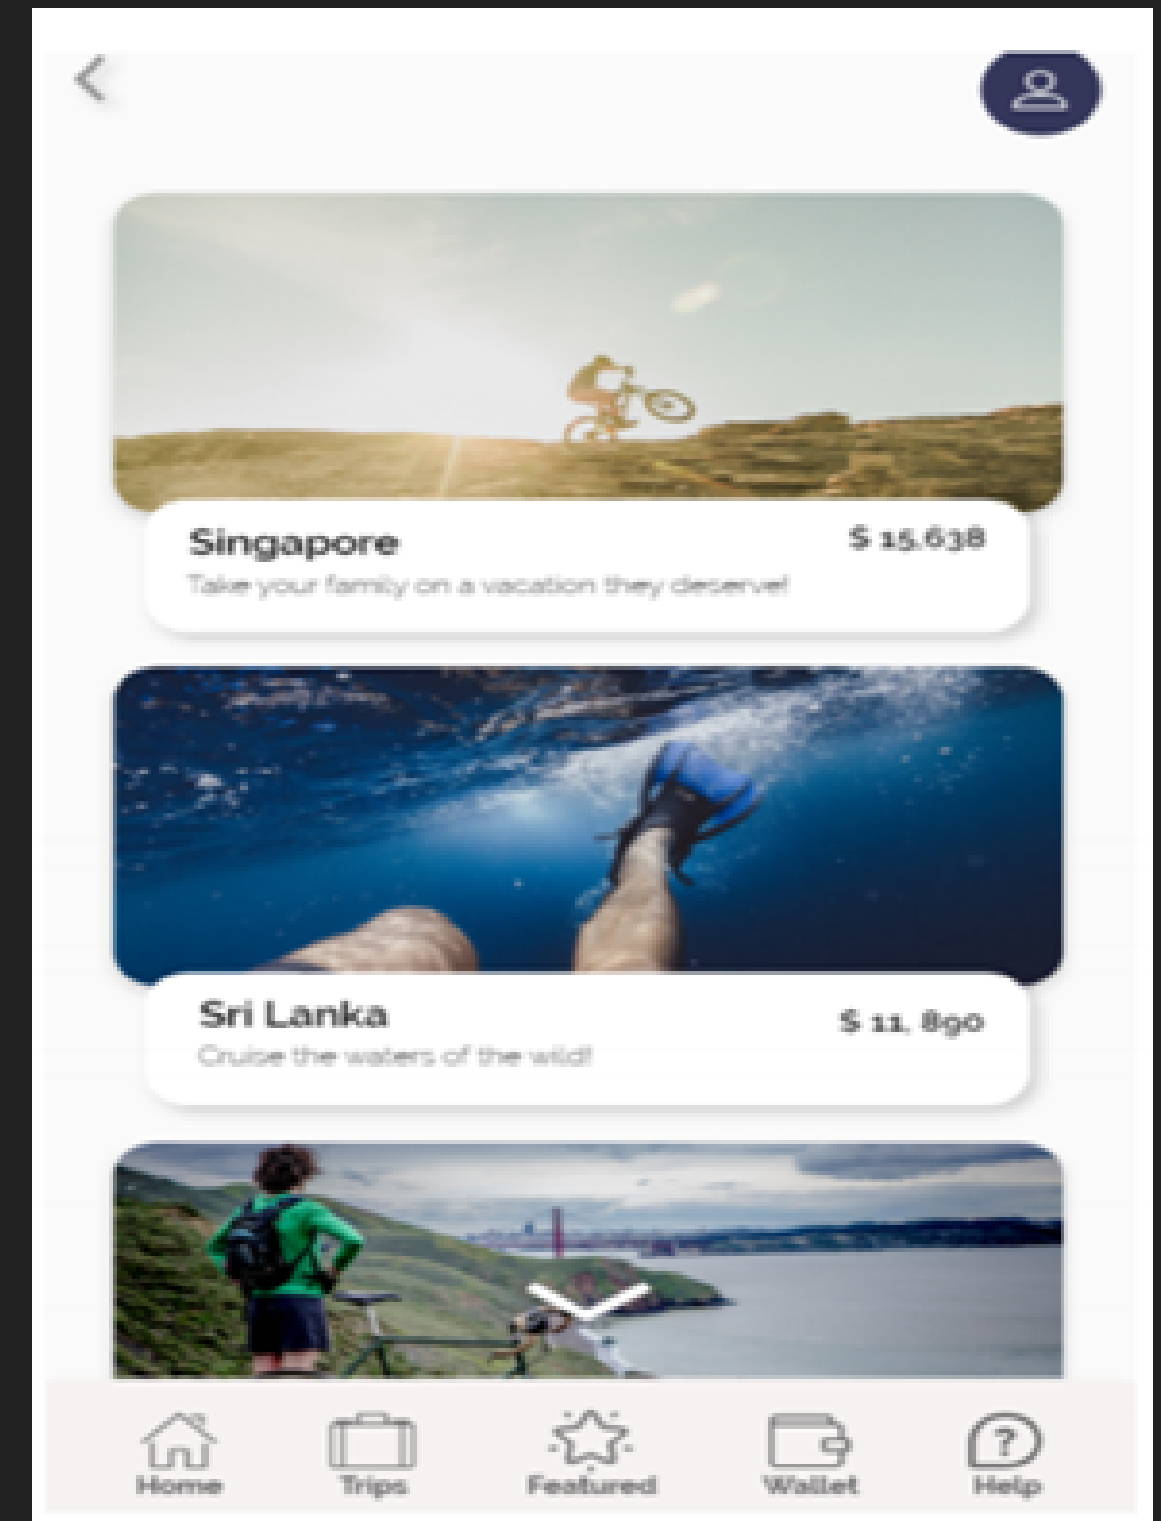 Singapore
$ 15,638
Take your family on a vacation they deserve!
Sri Lanka
$ 11, 890
Cruise the waters of the wild!
Home
Trips
Featured
Wallet
? Help